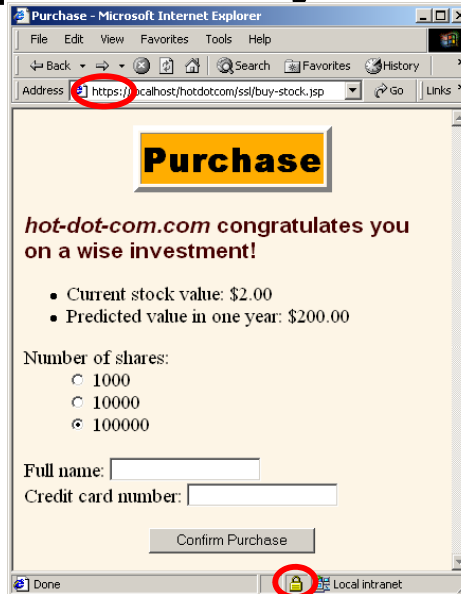 Purchase - Microsoft Internet Explorer
File Edit View Favorites Tools Help
Back Search Favorites History
Address https://localhost/hotdotcom/ssl/buy-stock.jsp Go Links
Purchase
hot-dot-com.com congratulates you
on a wise investment!
Current stock value: $2.00
Predicted value in one year: $200.00
Number of shares:
1000
10000
100000
Full name:
Credit card number:
Confirm Purchase
Done Local intranet